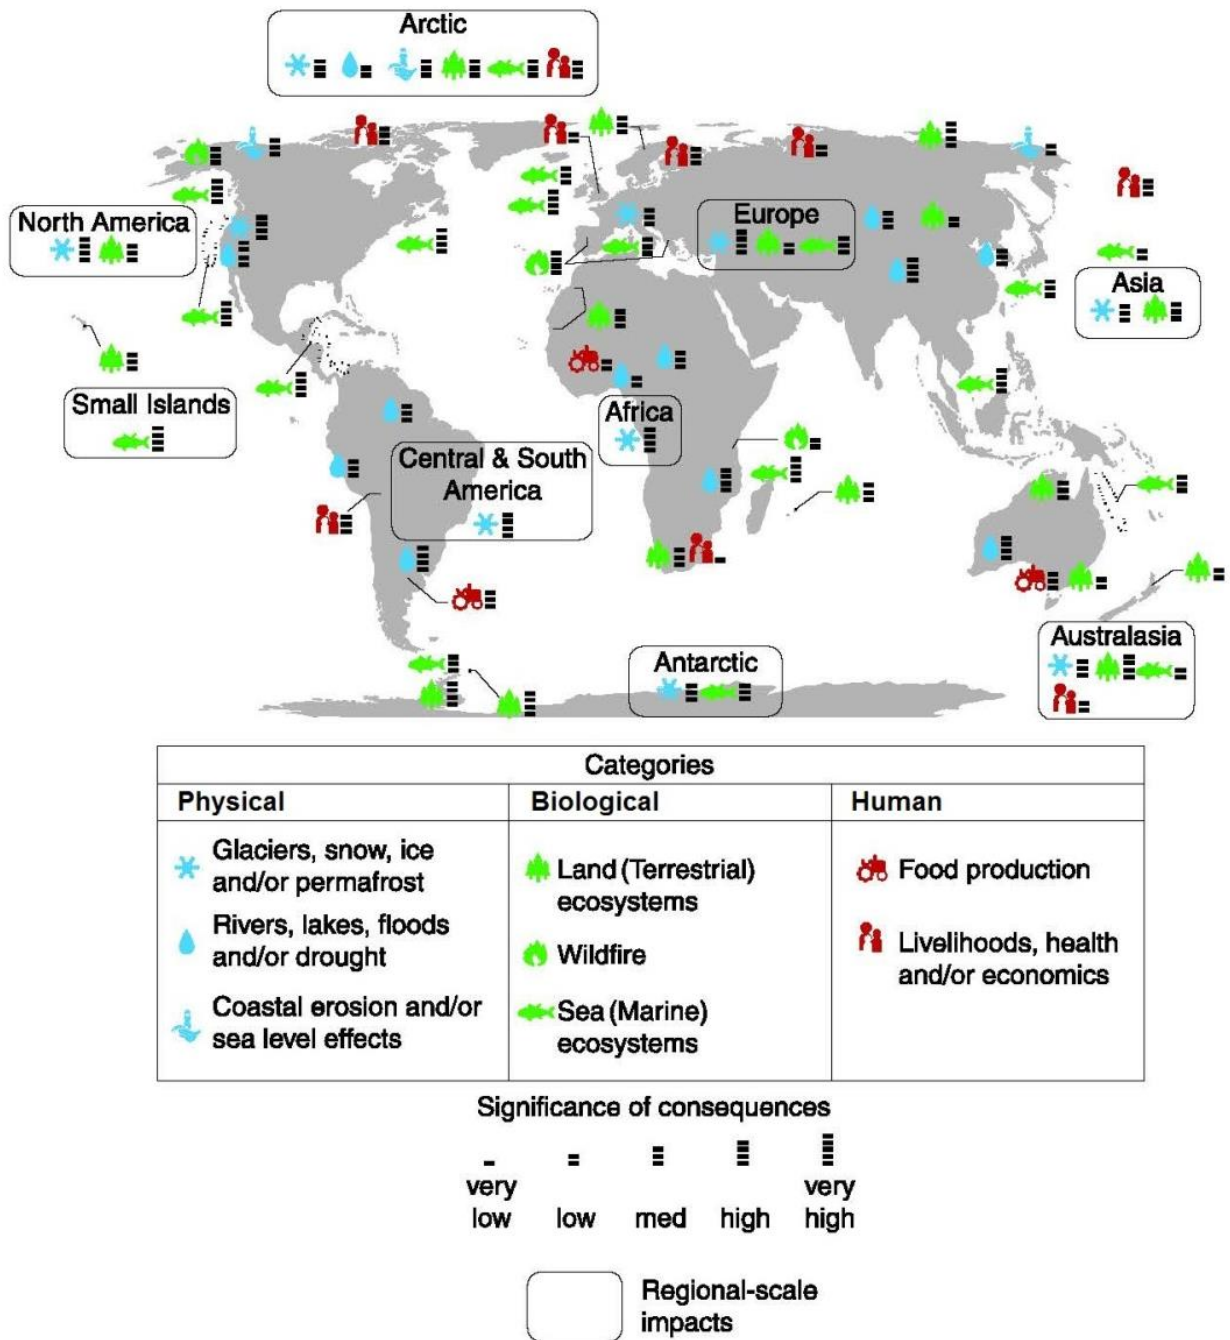 Arctic
North America
Europe
Asia
Small Islands
Africa
Central & South
America
Australasia
Antarctic
Categories
Physical
Biological
Human
Glaciers, snow, ice
and/or permafrost
Rivers, lakes, floods
and/or drought
Coastal erosion and/or
sea level effects
Land (Terrestrial)
ecosystems
Wildfire
Sea (Marine)
ecosystems
Food production
Livelihoods, health
and/or economics
Significance of consequences
very
low
low
med
high
very
high
Regional-scale
impacts